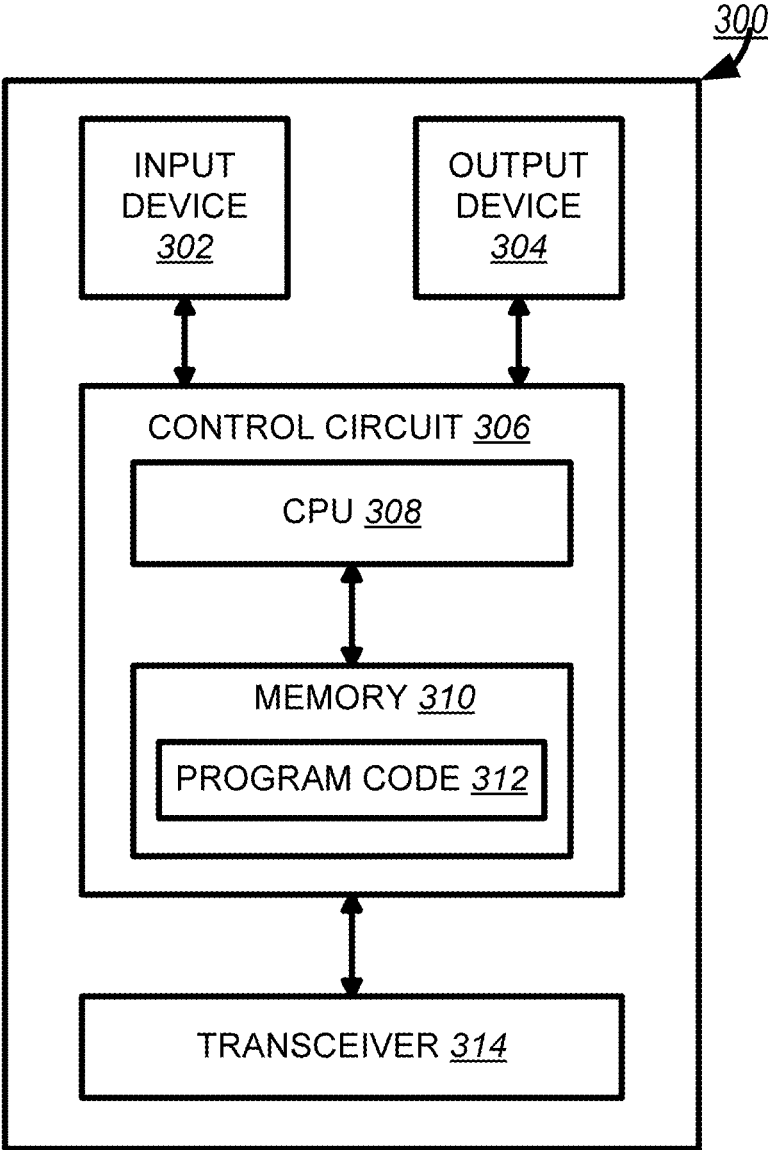 300
INPUT
DEVICE
302
OUTPUT
DEVICE
304
CONTROL CIRCUIT 306
CPU 308
MEMORY 310
PROGRAM CODE 312
TRANSCEIVER 314